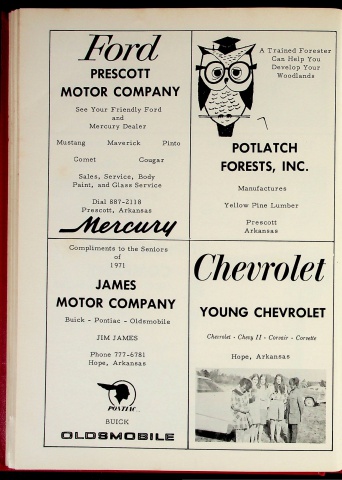 Ford
PRESCOTT
MOTOR COMPANY
See Your Friendly Ford
and
Mercury Dealer
Mustang Maverick Pinto
Comet Cougar
Sales, Service, Body
Paint, and Glass Service
Dial 887-2118
Prescott, Arkansas
Mercury
A Trained Forester
Can Help You
Develop Your
Woodlands
POTLATCH
FORESTS, INC.
Manufactures
Yellow Pine Lumber
Prescott
Arkansas
Compliments to the Seniors
of
1971
JAMES
MOTOR COMPANY
Buick - Pontiac - Oldsmobile
JIM JAMES
Phone 777-6781
Hope, Arkansas
PONTIAC
BUICK
OLDSMOBILE
Chevrolet
YOUNG CHEVROLET
Chevrolet - Chevy II - Corvair - Corvette
Hope, Arkansas